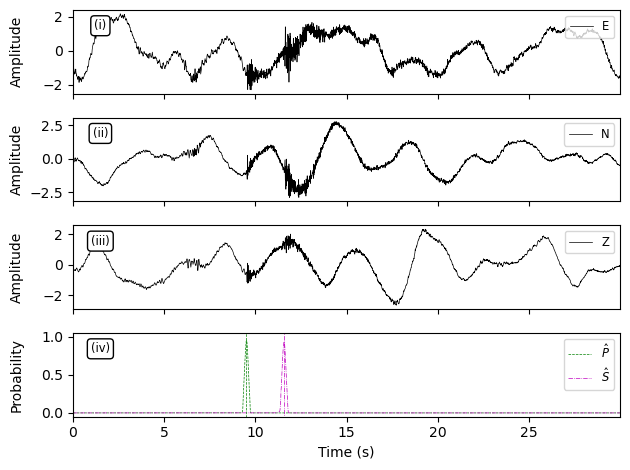 Amplitude
2
0
−2
(i)
E
Amplitude
2.5
0.0
−2.5
(ii)
N
Amplitude
2
0
−2
(iii)
Z
Probability
1.0
0.5
0.0
(iv)
P̂
Ŝ
0 5 10 15 20 25
Time (s)